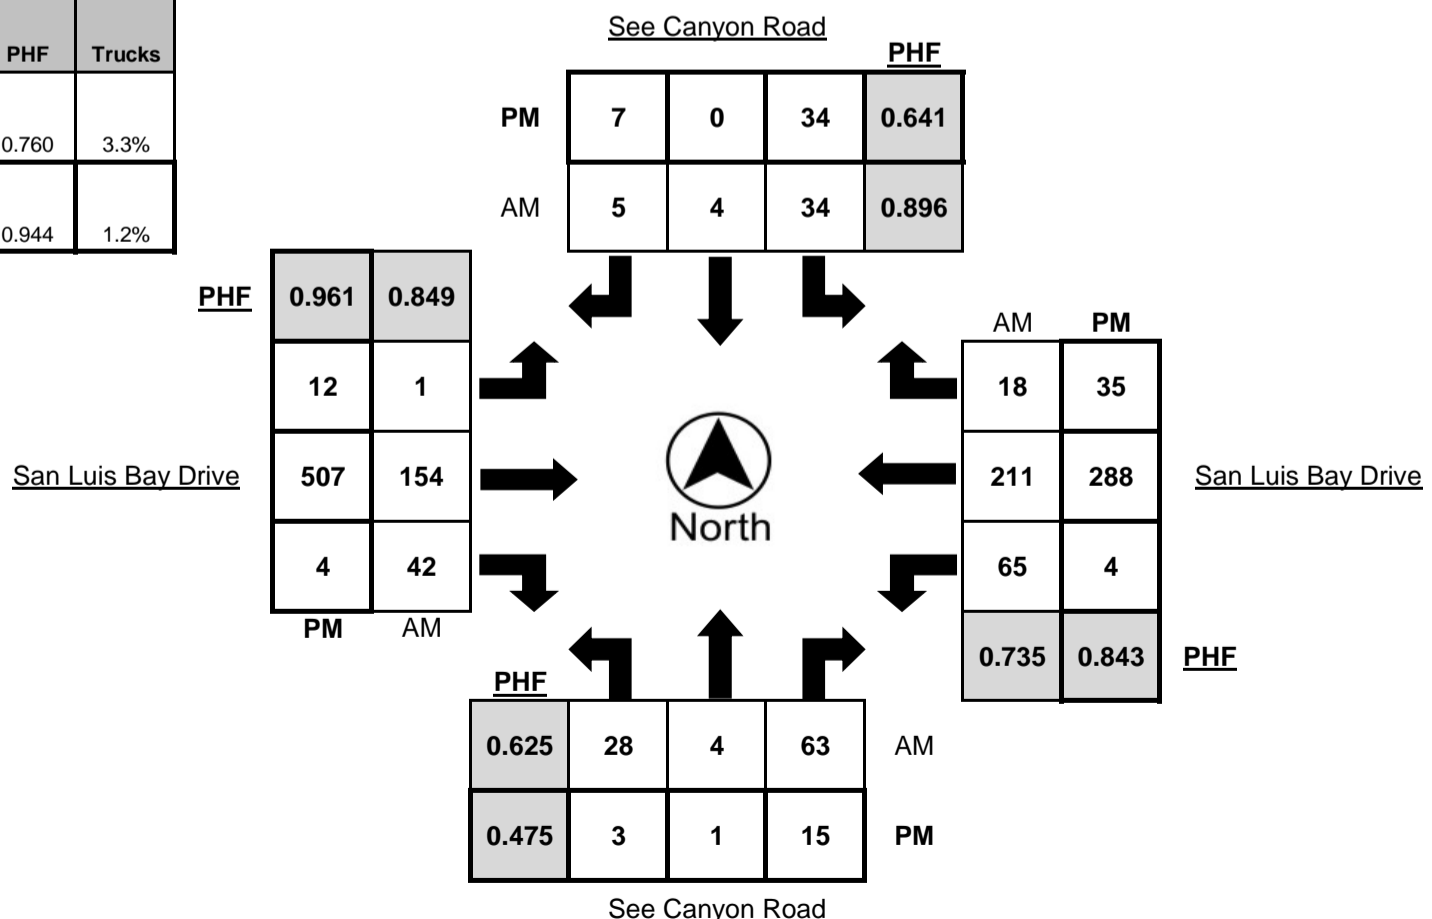 See Canyon Road
PHF Trucks
PHF
PM 7 0 34 0.641
0.760 3.3%
AM 5 4 34 0.896
0.944 1.2%
PHF 0.961 0.849
AM PM
12 1
18 35
San Luis Bay Drive 507 154
211 288 San Luis Bay Drive
North
4 42
65 4
PM AM
0.735 0.843 PHF
PHF
0.625 28 4 63 AM
0.475 3 1 15 PM
See Canyon Road